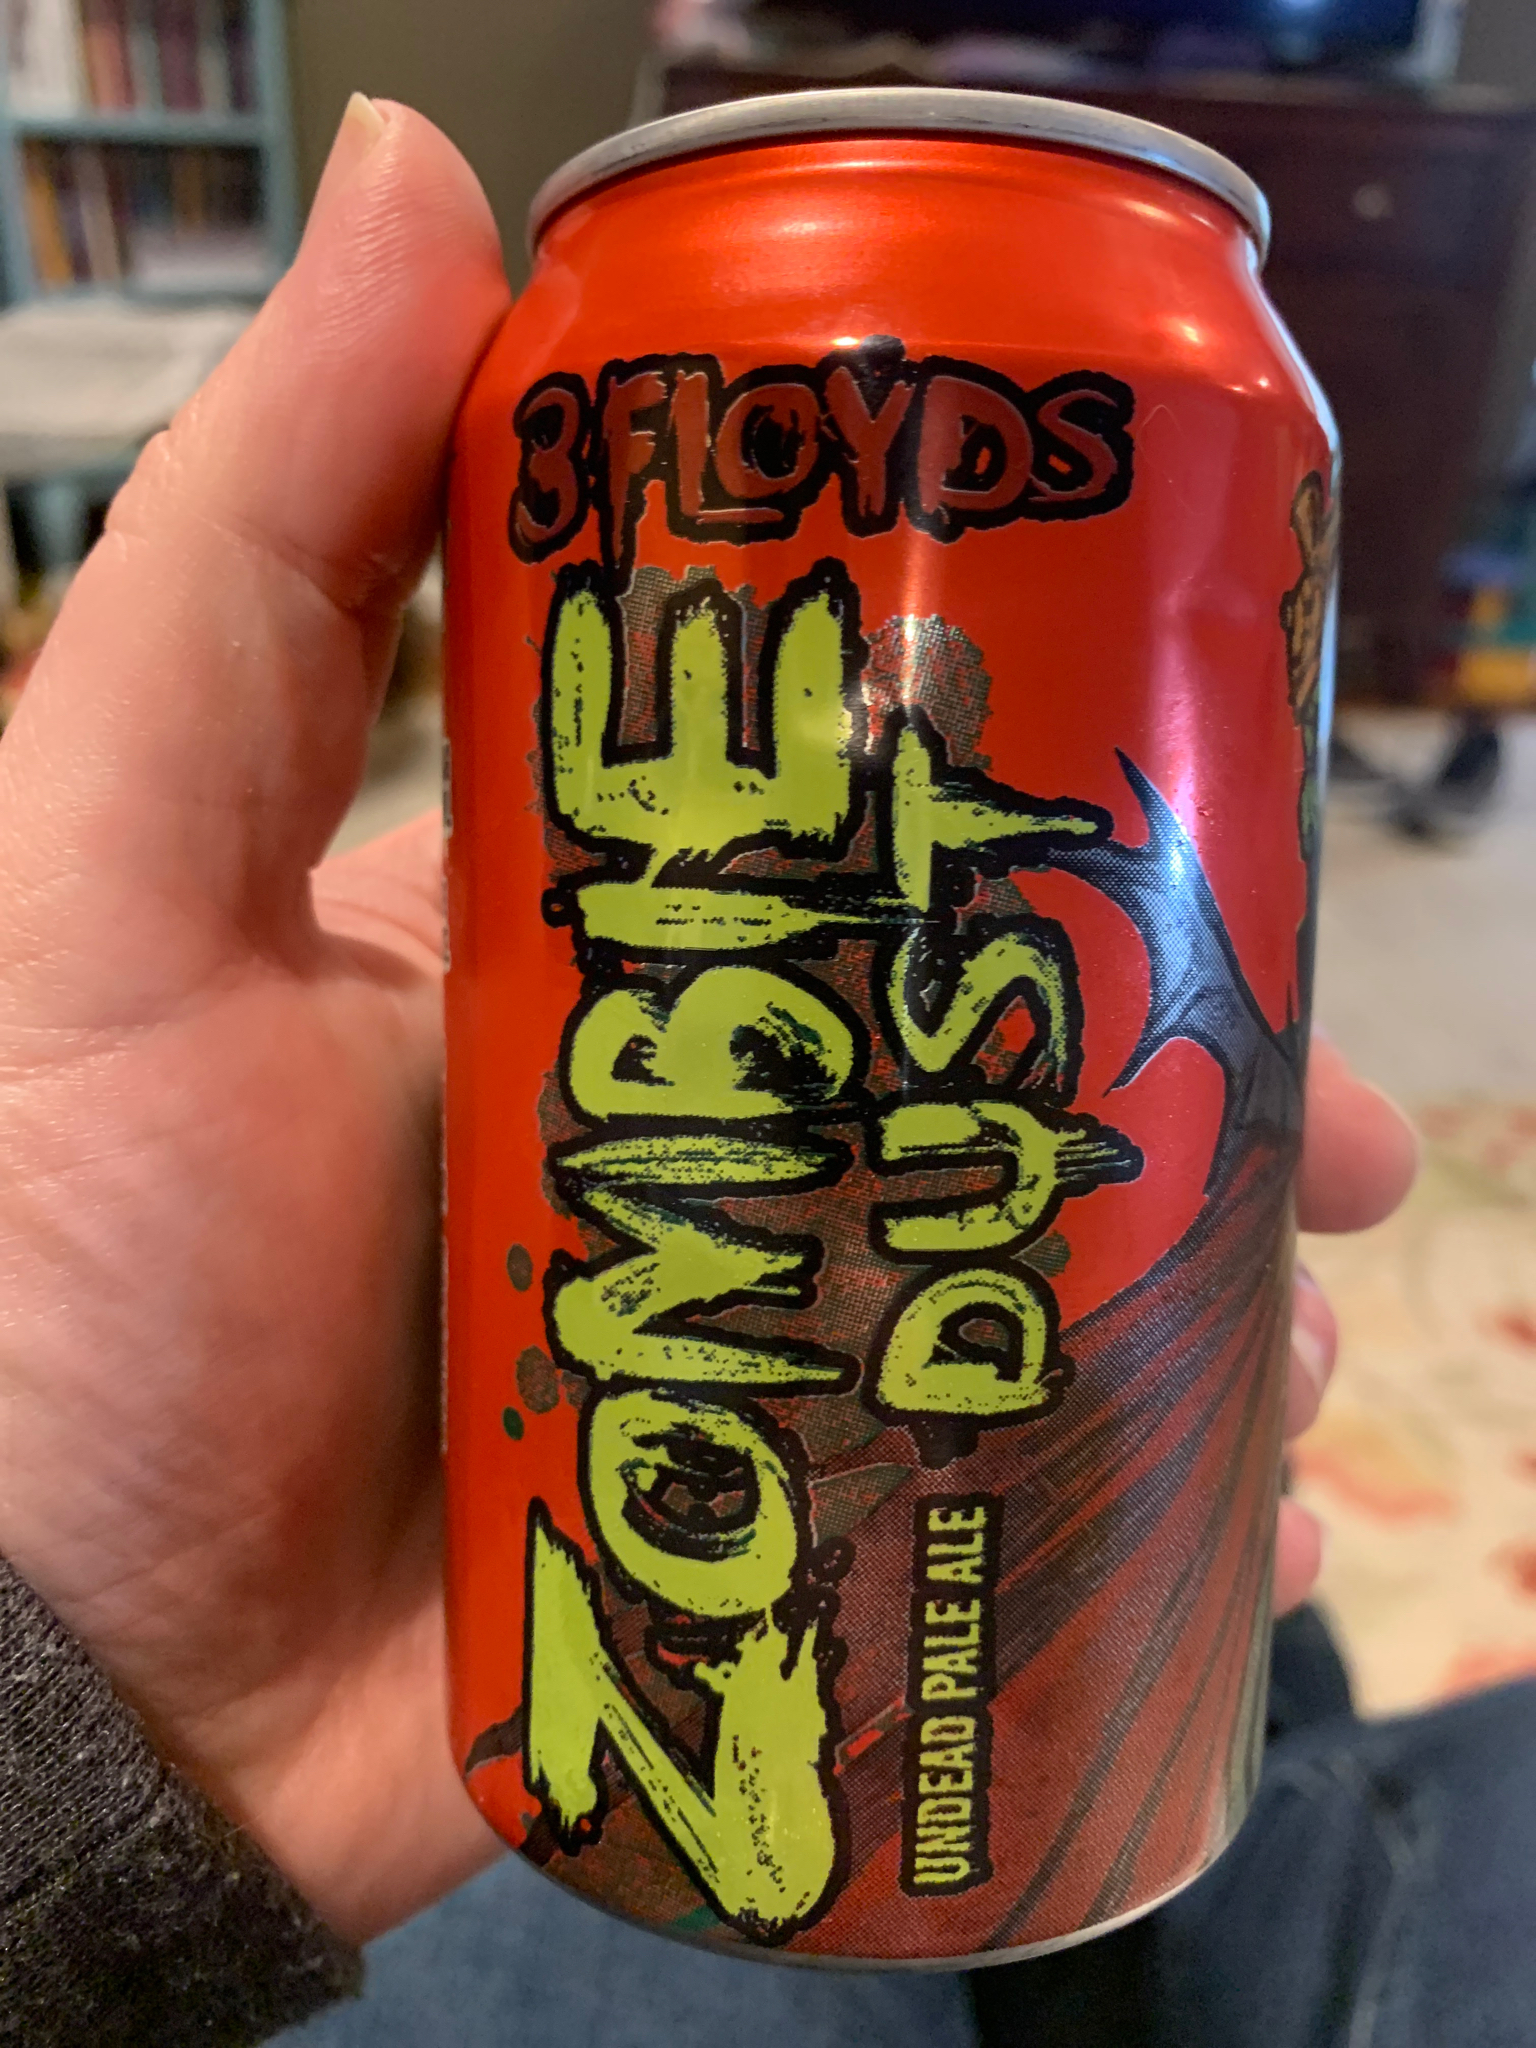 3 FLOYDS
ZOMBIE
DUST
UNDEAD PALE ALE